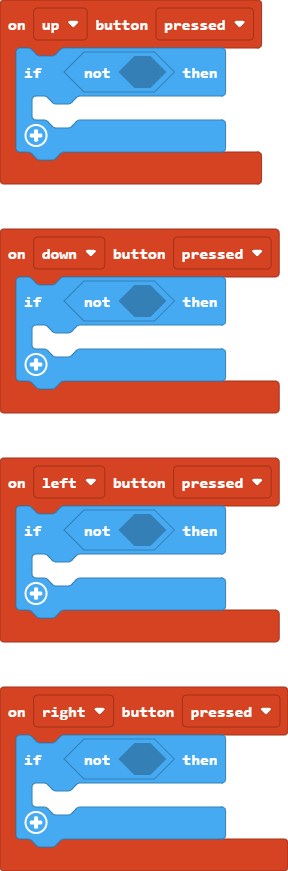 on up button pressed
if not then
on down button pressed
if not then
on left button pressed
if not then
on right button pressed
if not then